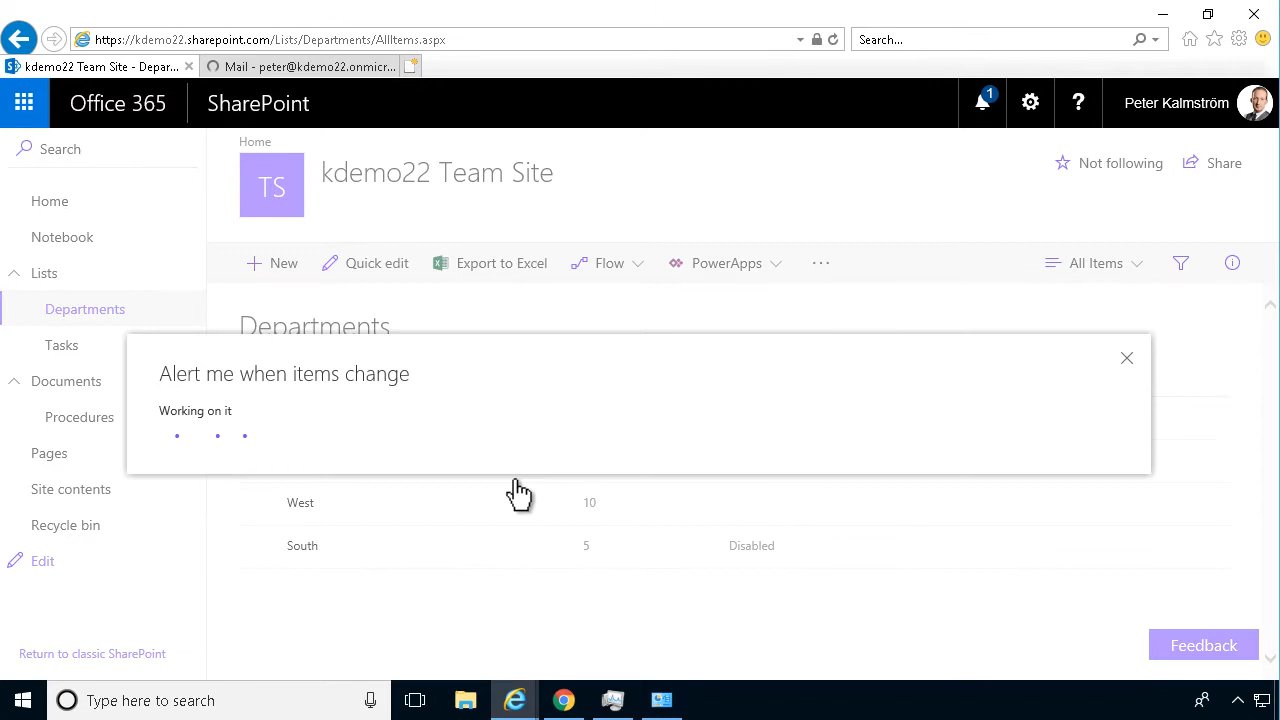 https://kdemo22.sharepoint.com/Lists/Departments/AllItems.aspx
Search...
kdemo22 Team Site - Depar...
Mail - peter@kdemo22.onmicr...
Office 365
SharePoint
1
?
Peter Kalmström
Search
Home
Notebook
Lists
Departments
Tasks
Documents
Procedures
Pages
Site contents
Recycle bin
Edit
Return to classic SharePoint
Home
TS
kdemo22 Team Site
Not following
Share
New
Quick edit
Export to Excel
Flow
PowerApps
...
All Items
Departments
Alert me when items change
Working on it
West 10
South 5 Disabled
Feedback
Type here to search